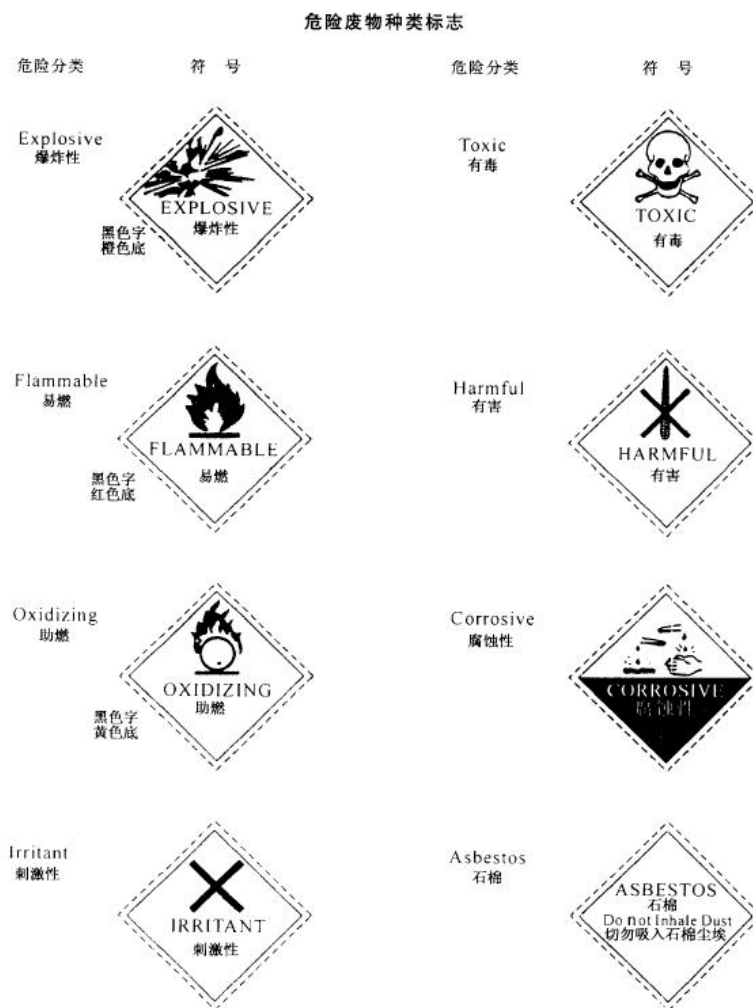 危险废物种类标志
危险分类 符 号 危险分类 符 号
Explosive
爆炸性
EXPLOSIVE
爆炸性
黑色字
橙色底
Toxic
有毒
TOXIC
有毒
Flammable
易燃
FLAMMABLE
易燃
黑色字
红色底
Harmful
有害
HARMFUL
有害
Oxidizing
助燃
OXIDIZING
助燃
黑色字
黄色底
Corrosive
腐蚀性
CORROSIVE
腐蚀性
Irritant
刺激性
IRRITANT
刺激性
Asbestos
石棉
ASBESTOS
石棉
Do not Inhale Dust
切勿吸入石棉尘埃